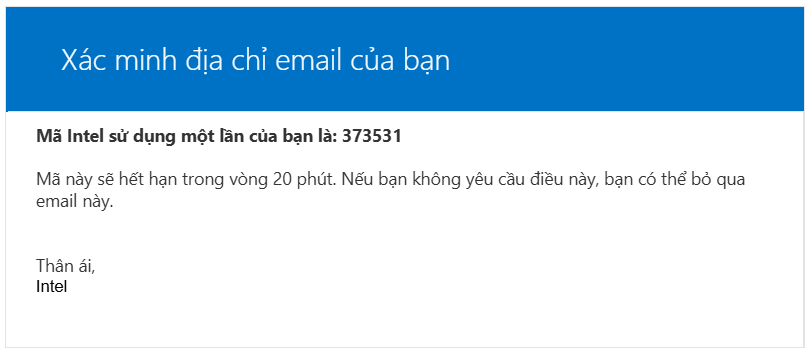 Xác minh địa chỉ email của bạn
Mã Intel sử dụng một lần của bạn là: 373531
Mã này sẽ hết hạn trong vòng 20 phút. Nếu bạn không yêu cầu điều này, bạn có thể bỏ qua
email này.
Thân ái,
Intel